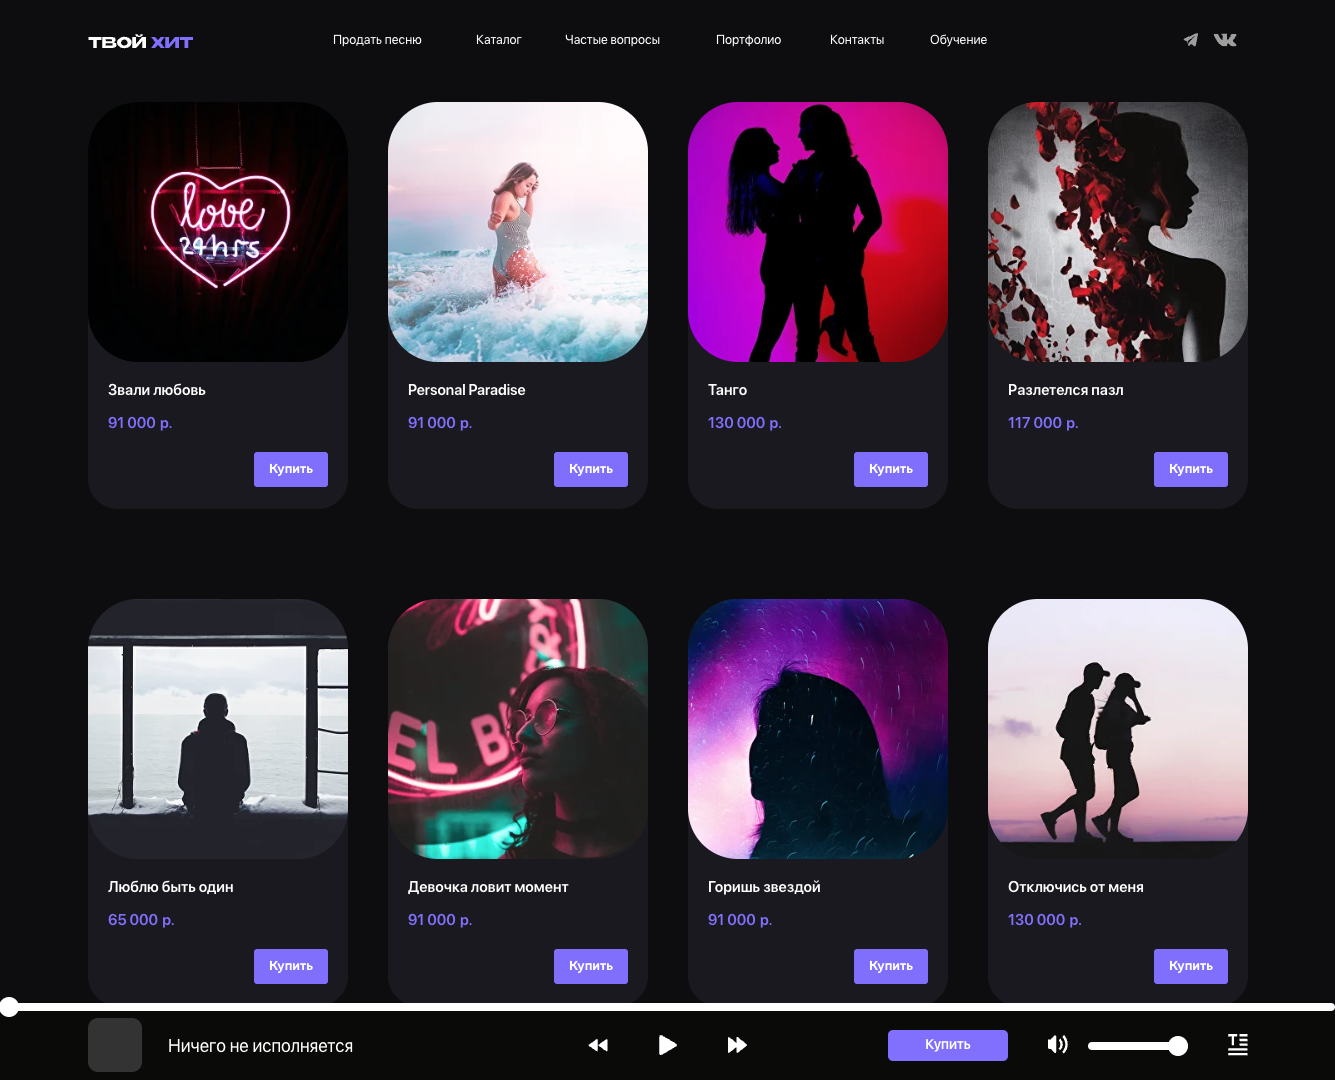 ТВОЙ ХИТ
Продать песню
Каталог
Частые вопросы
Портфолио
Контакты
Обучение
love
24hrs
Звали любовь
91 000 р.
Купить
Personal Paradise
91 000 р.
Купить
Танго
130 000 р.
Купить
Разлетелся пазл
117 000 р.
Купить
Люблю быть один
65 000 р.
Купить
EL B
Девочка ловит момент
91 000 р.
Купить
Горишь звездой
91 000 р.
Купить
Отключись от меня
130 000 р.
Купить
Ничего не исполняется
Купить